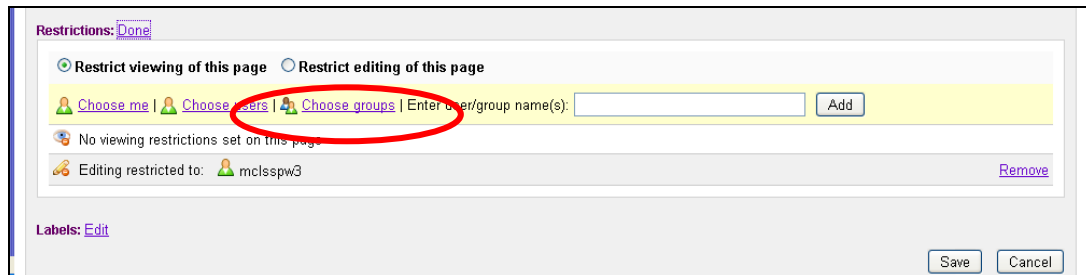 Restrictions: Done
Restrict viewing of this page Restrict editing of this page
Choose me | Choose users | Choose groups | Enter user/group name(s): Add
No viewing restrictions set on this page
Editing restricted to: mclsspw3 Remove
Labels: Edit
Save Cancel